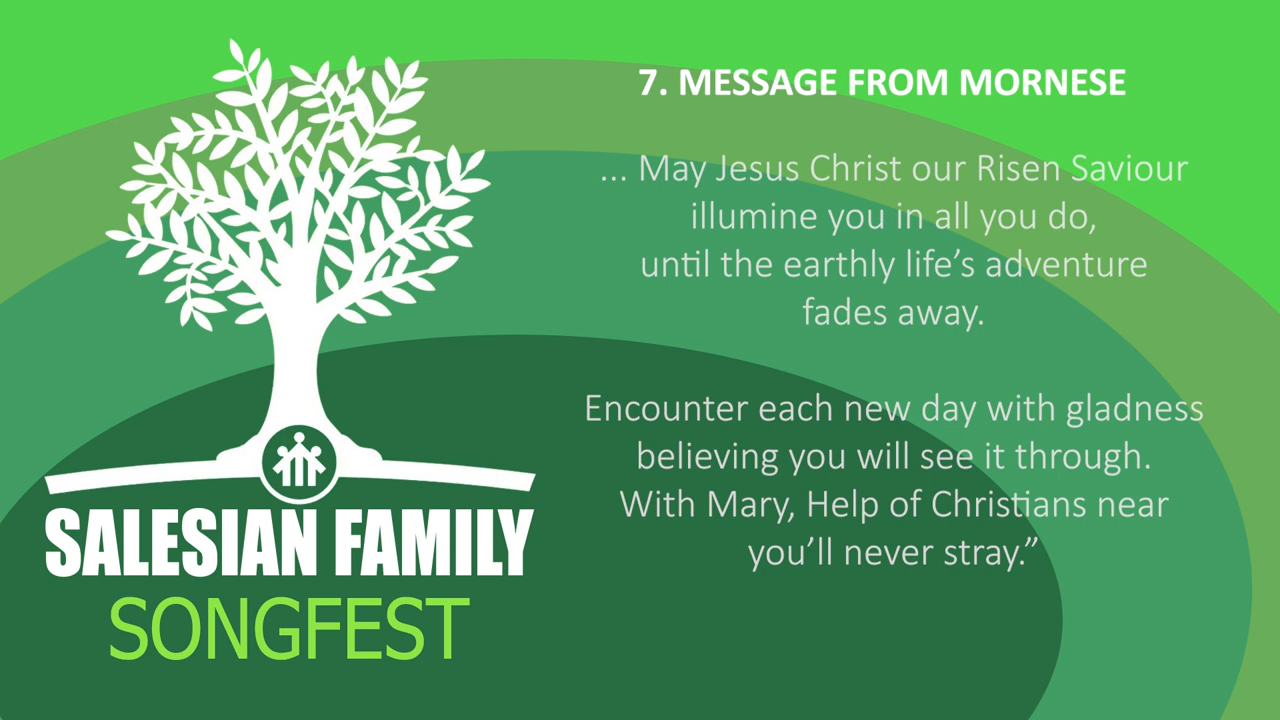 7. MESSAGE FROM MORNESE
... May Jesus Christ our Risen Saviour
illumine you in all you do,
until the earthly life’s adventure
fades away.
Encounter each new day with gladness
believing you will see it through.
With Mary, Help of Christians near
you’ll never stray.”
SALESIAN FAMILY
SONGFEST